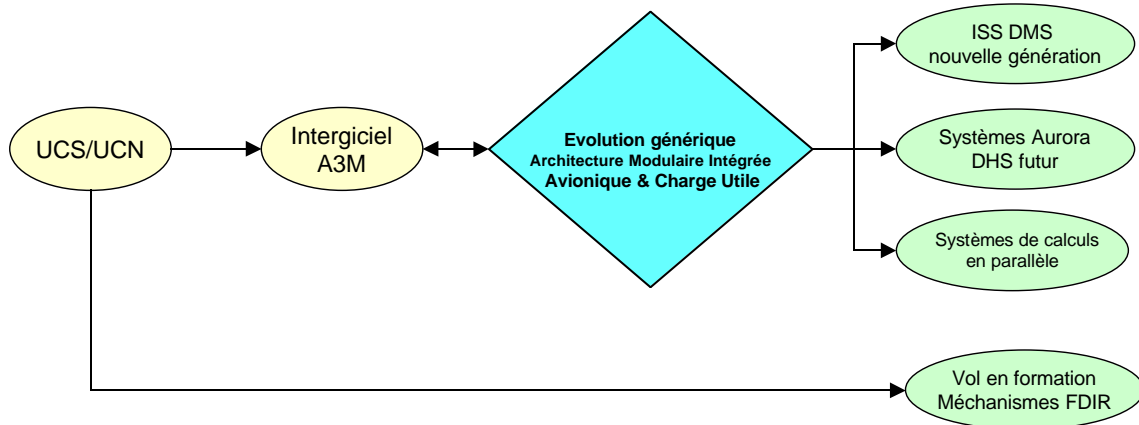 ISS DMS
nouvelle génération
UCS/UCN
Intergiciel
A3M
Evolution générique
Architecture Modulaire Intégrée
Avionique & Charge Utile
Systèmes Aurora
DHS futur
Systèmes de calculs
en parallèle
Vol en formation
Méchanismes FDIR